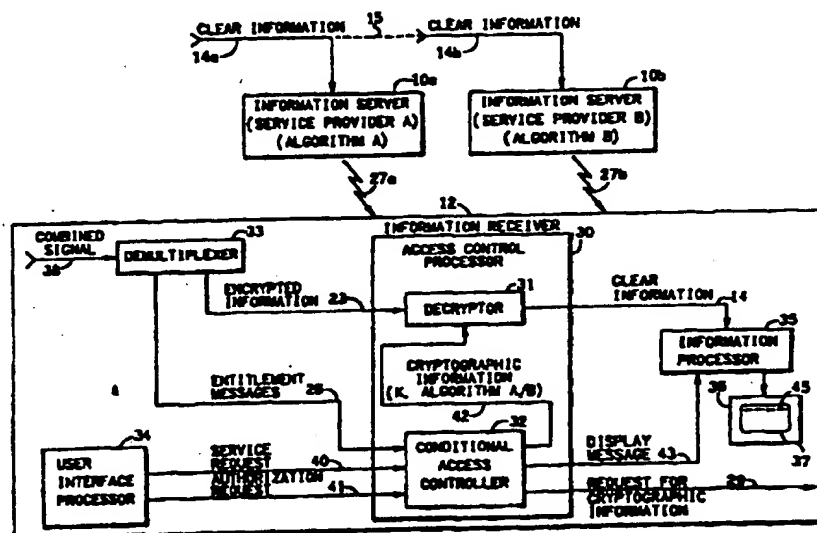 CLEAR INFORMATION
15
CLEAR INFORMATION
14a
14b
10a
10b
INFORMATION SERVER
(SERVICE PROVIDER A)
(ALGORITHM A)
INFORMATION SERVER
(SERVICE PROVIDER B)
(ALGORITHM B)
27a
27b
12
INFORMATION RECEIVER
30
COMBINED
SIGNAL
33
DEMULTIPLEXER
ACCESS CONTROL
PROCESSOR
ENCRYPTED
INFORMATION
23
31
DECRYPTOR
CLEAR
INFORMATION
14
35
INFORMATION
PROCESSOR
CRYPTOGRAPHIC
INFORMATION
(K, ALGORITHM A/B)
42
ENTITLEMENT
MESSAGES
36
45
37
34
USER
INTERFACE
PROCESSOR
SERVICE
REQUEST
40
AUTHORIZATION
REQUEST
41
32
CONDITIONAL
ACCESS
CONTROLLER
DISPLAY
MESSAGE
43
REQUEST FOR
CRYPTOGRAPHIC
INFORMATION
29